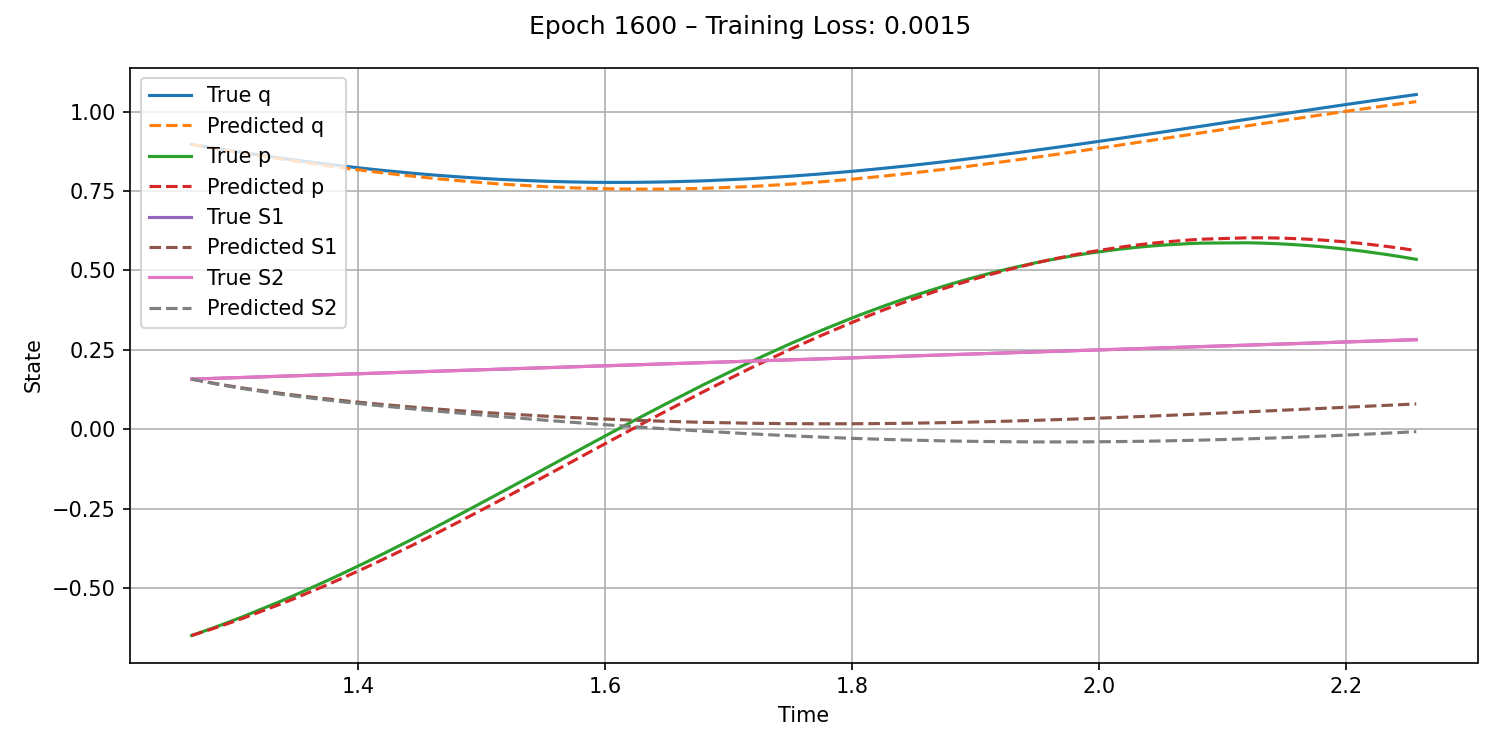 Epoch 1600 – Training Loss: 0.0015
True q
Predicted q
True p
Predicted p
True S1
Predicted S1
True S2
Predicted S2
State
1.00
0.75
0.50
0.25
0.00
−0.25
−0.50
1.4
1.6
1.8
2.0
2.2
Time